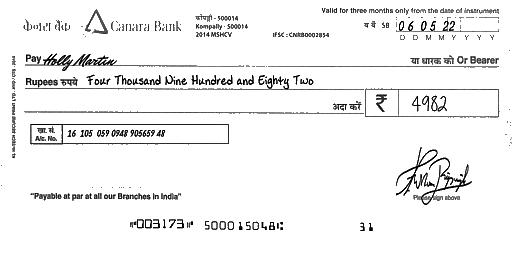 Valid for three months only from the date of instrument
केनरा बैंक Canara Bank
कोमपल्ली - 500014
Kompally - 500014
2014 MSHCV
IFSC : CNRB0002854
SB 06 05 22
D D M M Y Y Y Y
Pay Holly Martin या धारक को Or Bearer
Rupees रुपये Four Thousand Nine Hundred and Eighty Two
अदा करें ₹ 4982
खा. सं.
A/c. No. 16 105 059 0948 905659 48
Please sign above
"Payable at par at all our Branches in India"
⑈003173⑈ 500015048⑆ 31